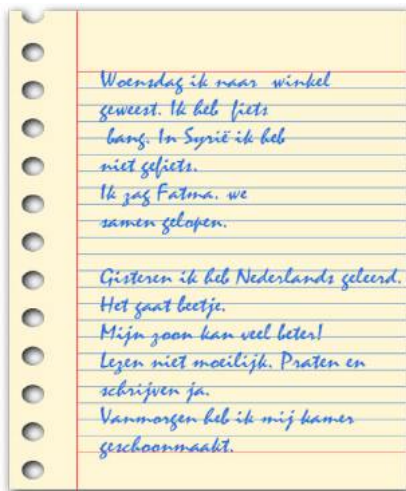 Woensdag ik naar winkel
geweest. Ik heb fiets
bang. In Syrië ik heb
niet gefiets.
Ik zag Fatma. we
samen gelopen.
Gisteren ik heb Nederlands geleerd.
Het gaat beetje.
Mijn zoon kan veel beter!
Lezen niet moeilijk. Praten en
schrijven ja.
Vanmorgen heb ik mij kamer
geschoonmaakt.